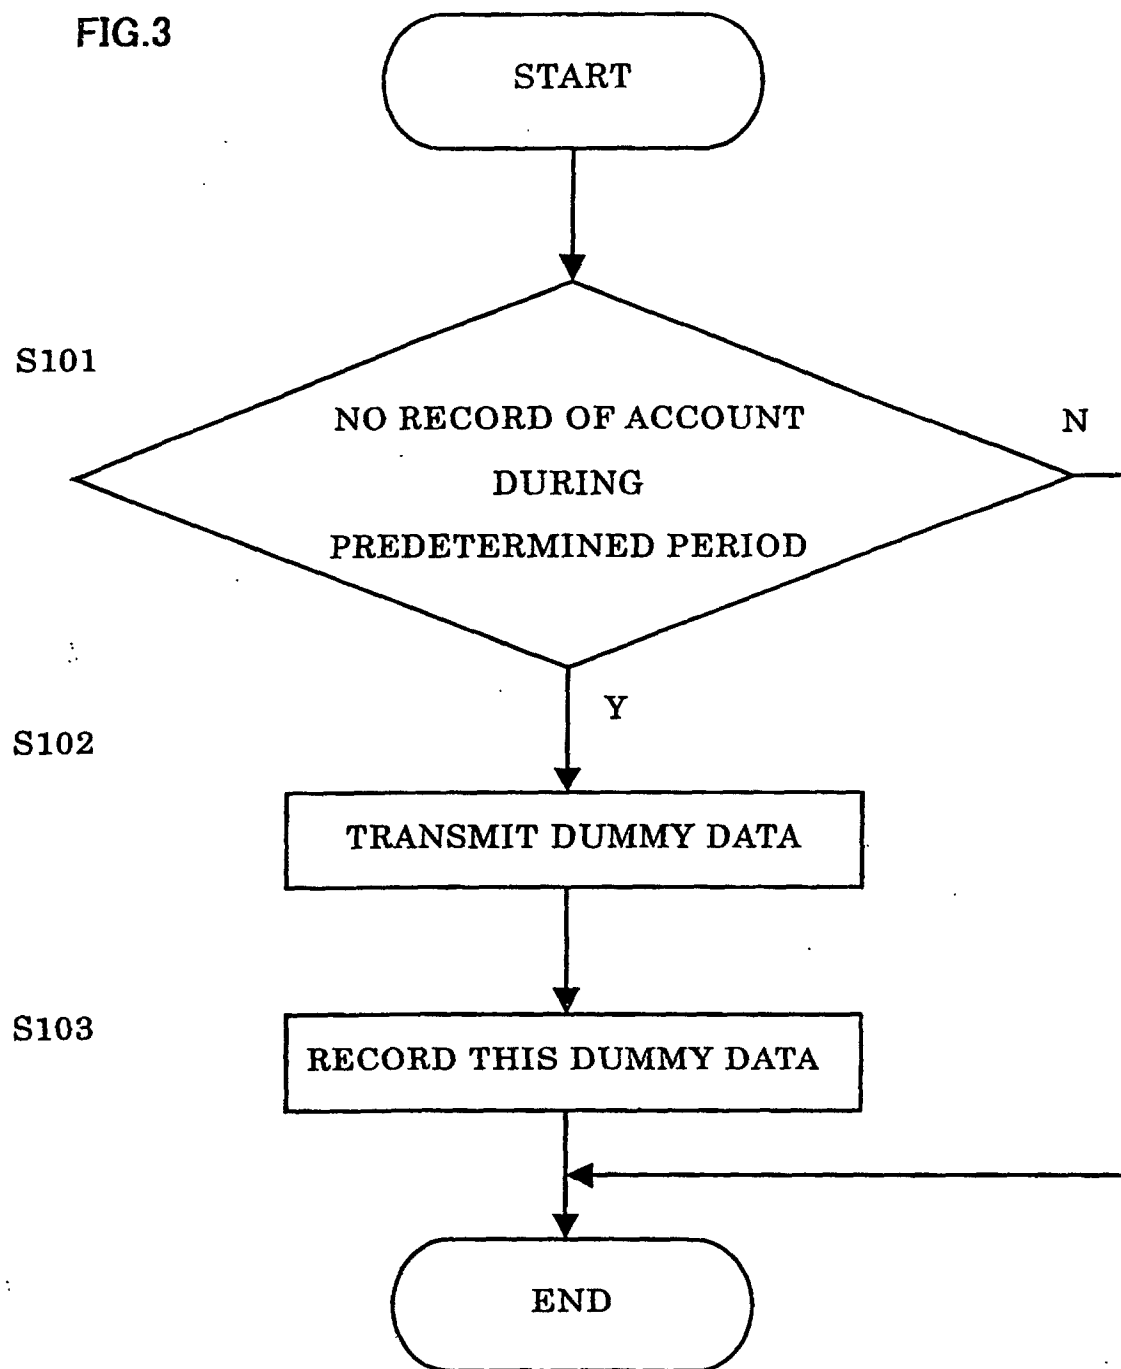 FIG.3
START
S101
NO RECORD OF ACCOUNT
N
DURING
PREDETERMINED PERIOD
Y
S102
TRANSMIT DUMMY DATA
S103
RECORD THIS DUMMY DATA
END